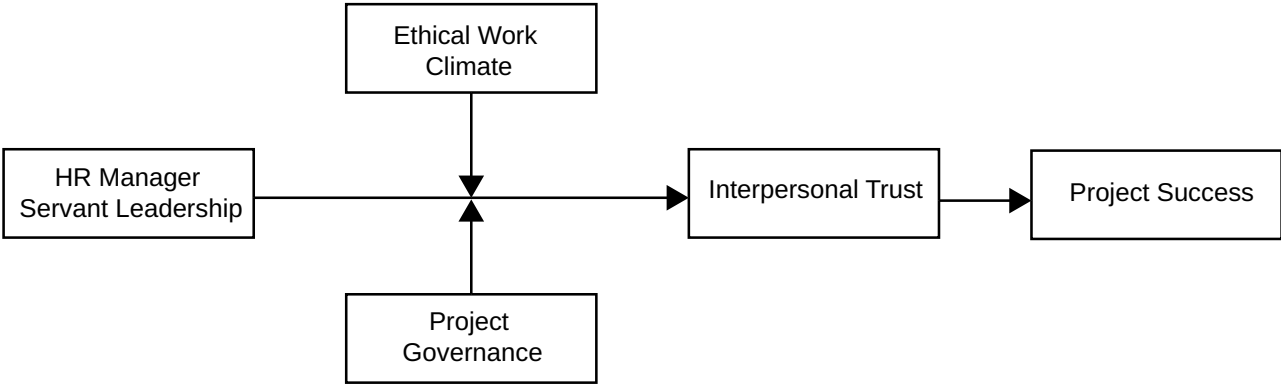 Ethical Work
Climate
HR Manager
Servant Leadership
Interpersonal Trust
Project Success
Project
Governance